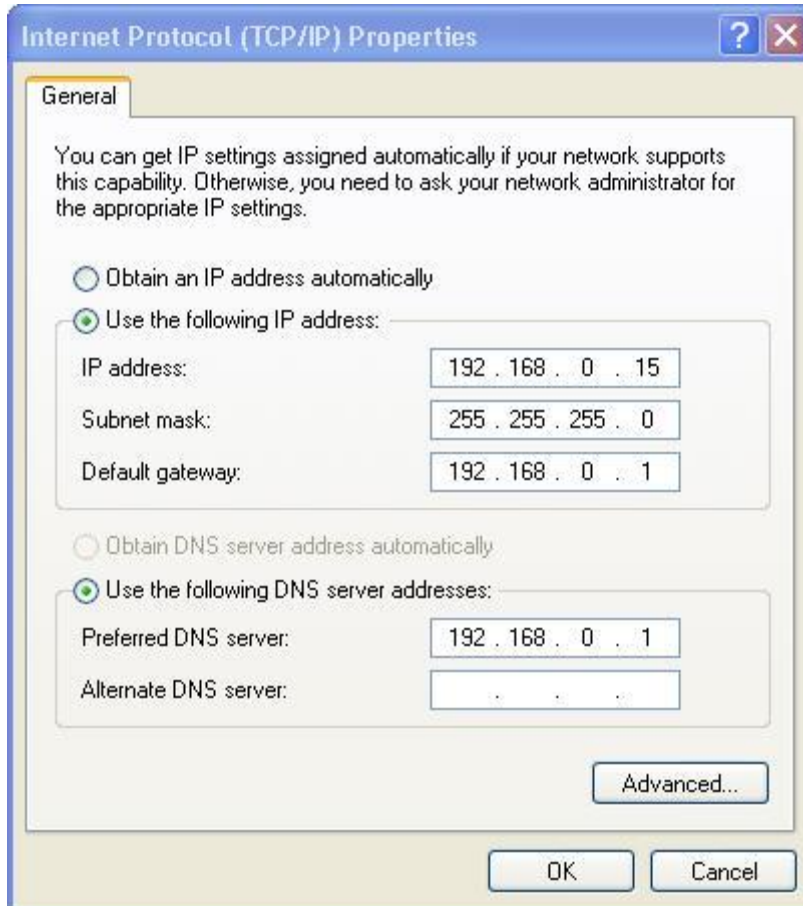 Internet Protocol (TCP/IP) Properties
General
You can get IP settings assigned automatically if your network supports
this capability. Otherwise, you need to ask your network administrator for
the appropriate IP settings.
Obtain an IP address automatically
Use the following IP address:
IP address: 192 . 168 . 0 . 15
Subnet mask: 255 . 255 . 255 . 0
Default gateway: 192 . 168 . 0 . 1
Obtain DNS server address automatically
Use the following DNS server addresses:
Preferred DNS server: 192 . 168 . 0 . 1
Alternate DNS server: . . .
Advanced...
OK Cancel